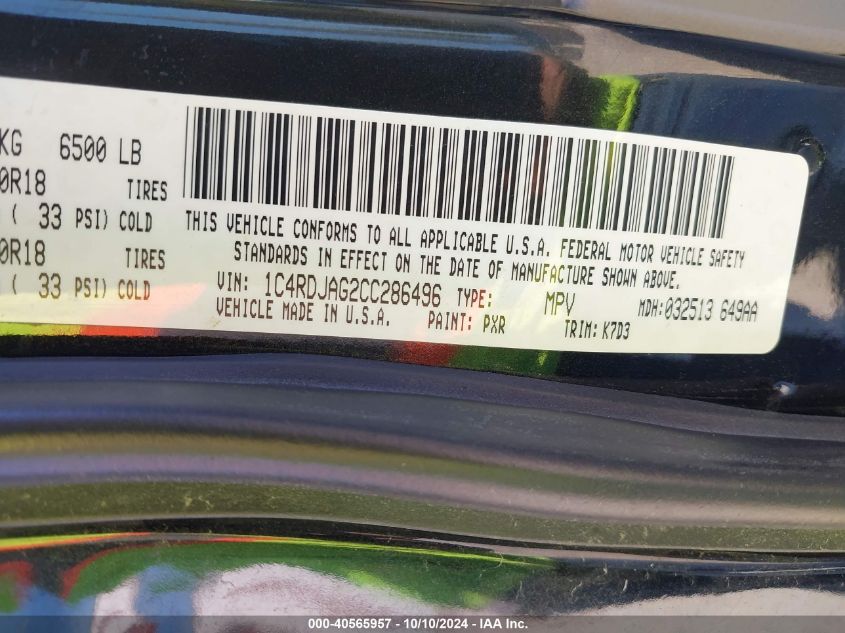 KG 6500 LB
0R18 TIRES
( 33 PSI) COLD
0R18 TIRES
( 33 PSI) COLD
THIS VEHICLE CONFORMS TO ALL APPLICABLE U.S.A. FEDERAL MOTOR VEHICLE SAFETY
STANDARDS IN EFFECT ON THE DATE OF MANUFACTURE SHOWN ABOVE.
VIN: 1C4RDJAG2CC286496 TYPE: MPV MDH:032513 649AA
VEHICLE MADE IN U.S.A. PAINT: PXR TRIM: K7D3
000-40565957 - 10/10/2024 - IAA Inc.